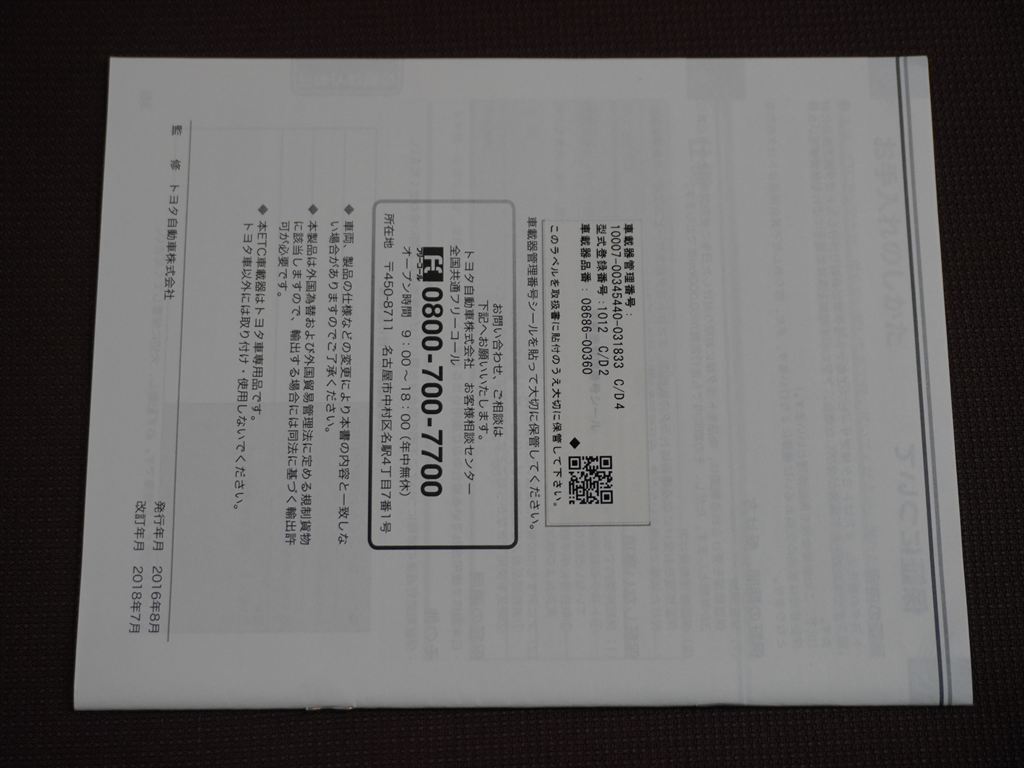 車載器管理番号：
10007-00345440-031833 C/D4
型式登録番号：1012 C/D2
車載器品番：08686-00360
◆
このラベルを取扱書に貼付のうえ大切に保管して下さい。
車載器管理番号シールを貼って大切に保管してください。
お問い合わせ、ご相談は
下記へお願いいたします。
トヨタ自動車株式会社 お客様相談センター
全国共通フリーコール
フリーコール 0800-700-7700
オープン時間 9：00～18：00（年中無休）
所在地 〒450-8711 名古屋市中村区名駅4丁目7番1号
◆ 車両、製品の仕様などの変更により本書の内容と一致しな
い場合がありますのでご了承ください。
◆ 本製品は外国為替および外国貿易管理法に定める規制貨物
に該当しますので、輸出する場合には同法に基づく輸出許
可が必要です。
◆ 本ETC車載器はトヨタ車専用品です。
トヨタ車以外には取り付け・使用しないでください。
監 修 トヨタ自動車株式会社
発行年月 2016年8月
改訂年月 2018年7月